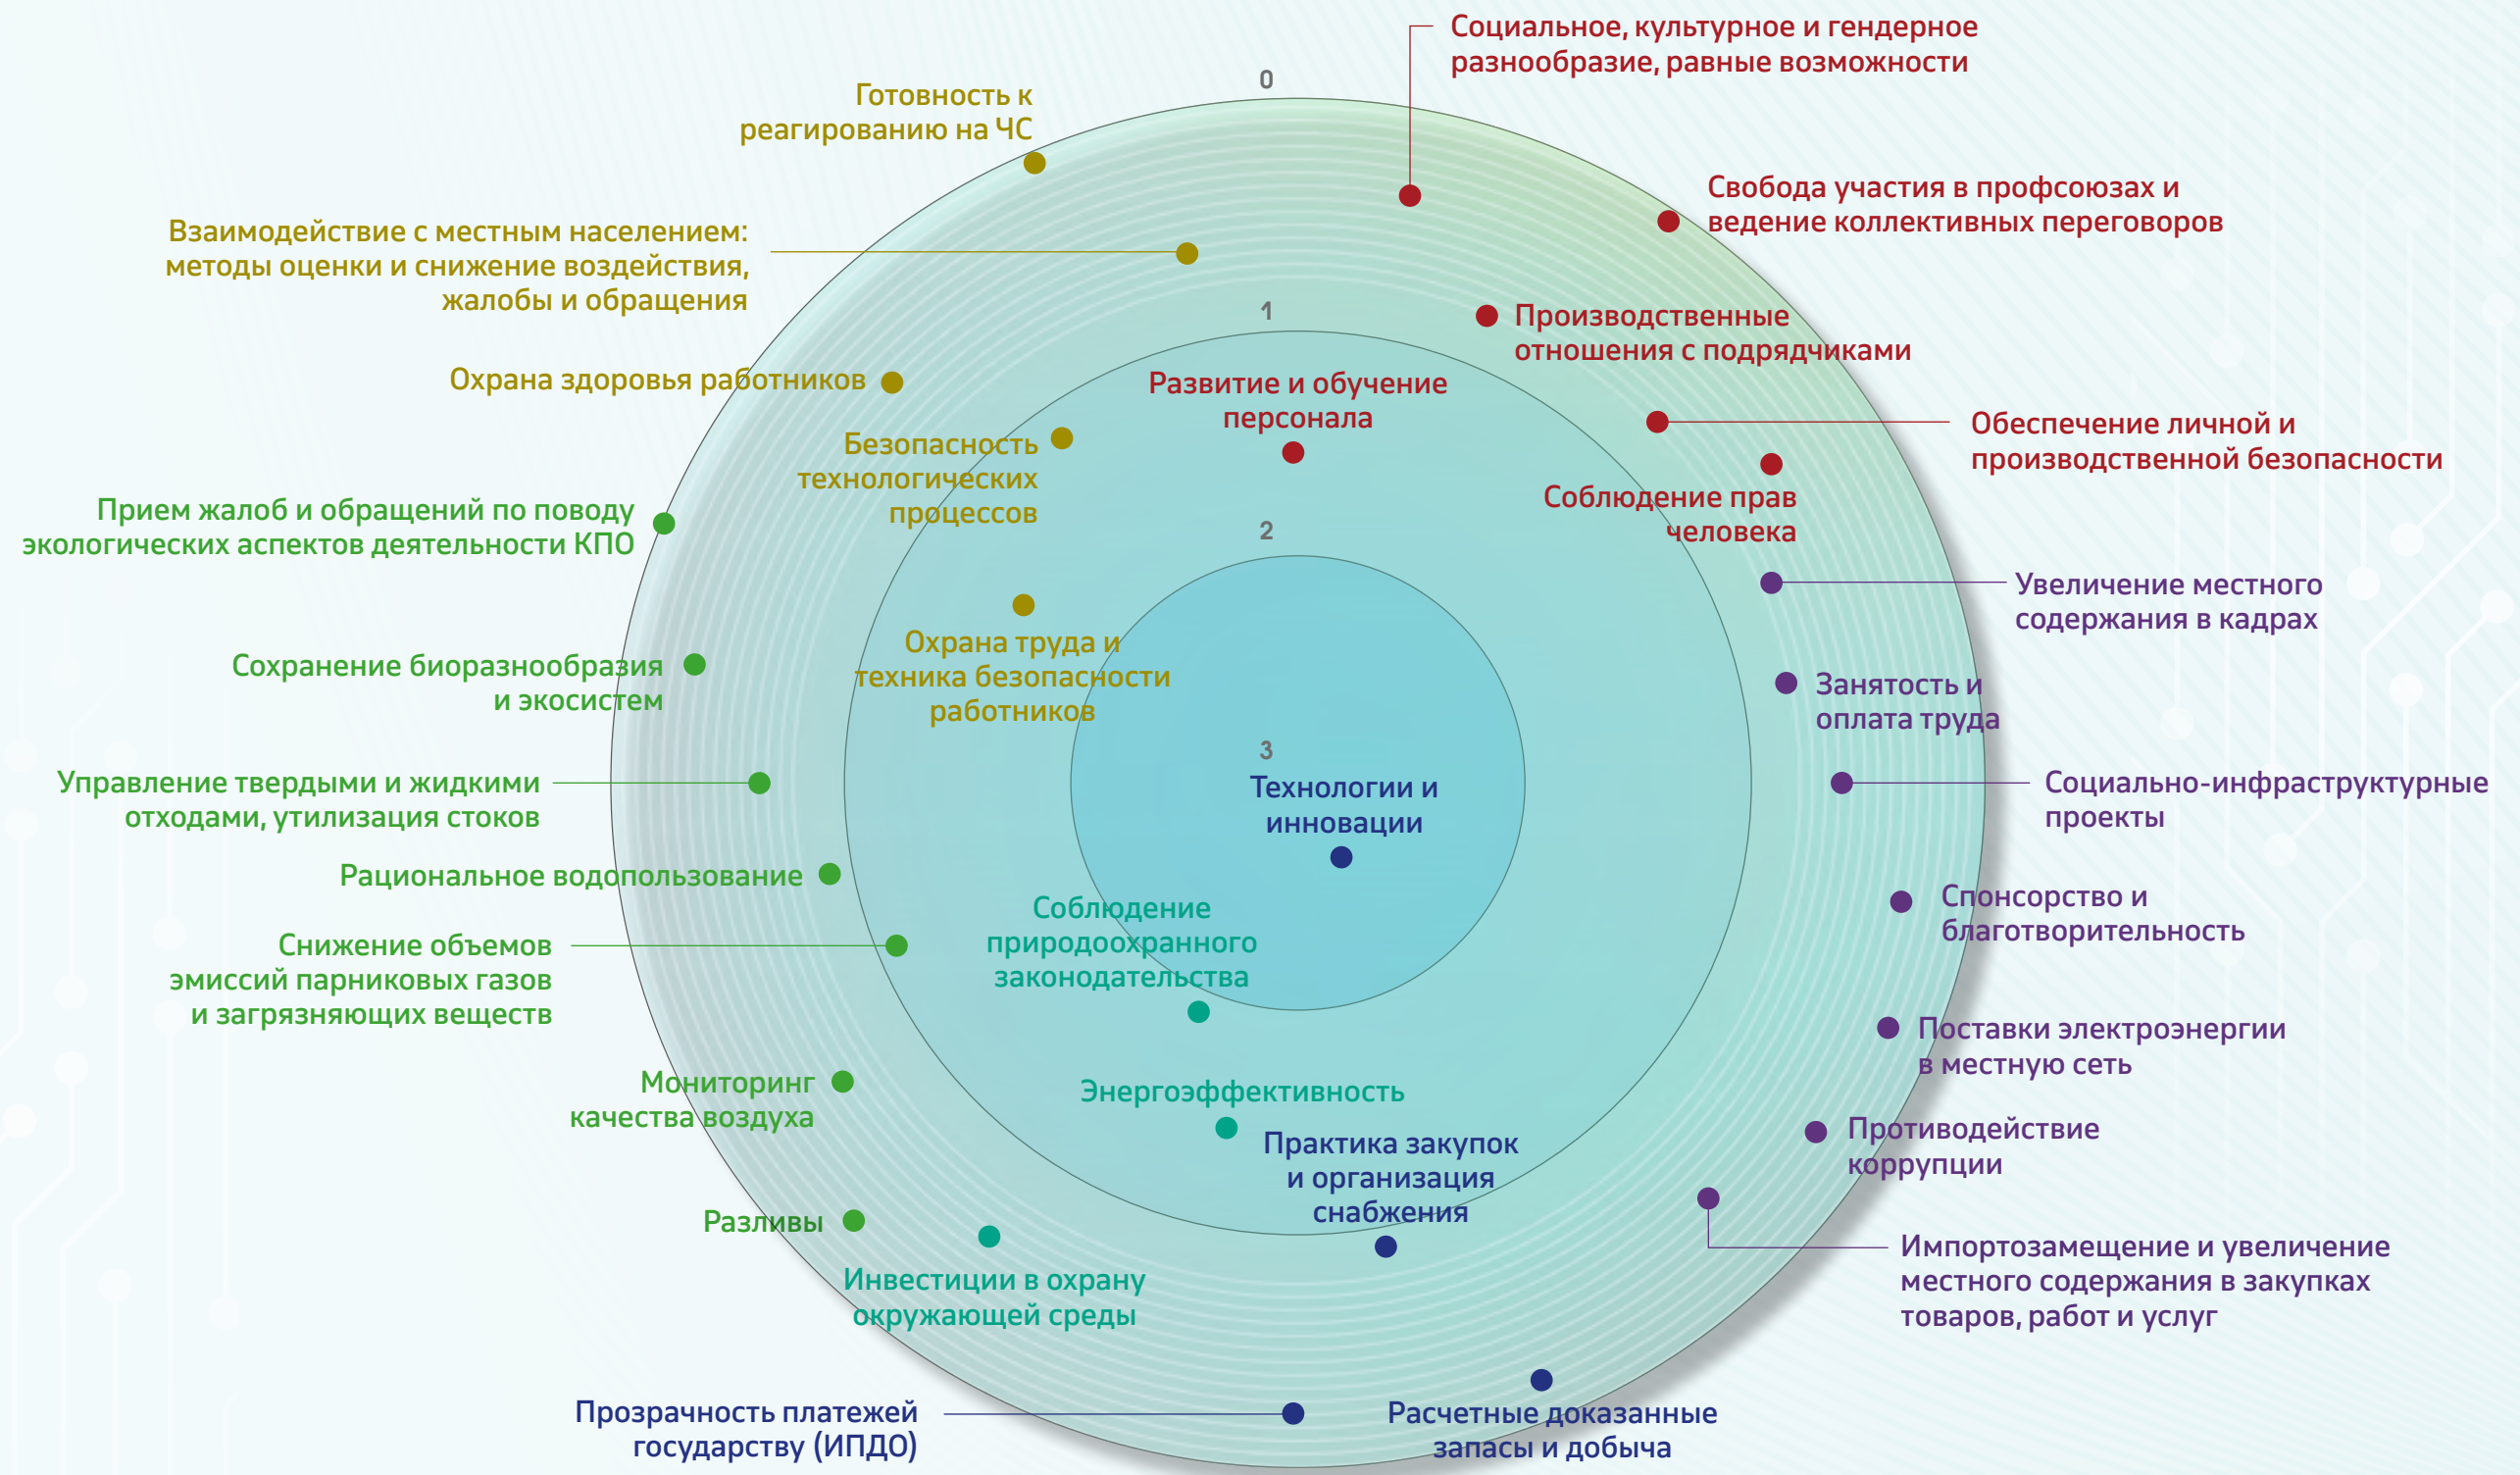 Социальное, культурное и гендерное
разнообразие, равные возможности
0
Готовность к
реагированию на ЧС
Свобода участия в профсоюзах и
ведение коллективных переговоров
Взаимодействие с местным населением:
методы оценки и снижение воздействия,
жалобы и обращения
1
Производственные
отношения с подрядчиками
Охрана здоровья работников
Развитие и обучение
персонала
Обеспечение личной и
производственной безопасности
Безопасность
технологических
процессов
Соблюдение прав
человека
Прием жалоб и обращений по поводу
экологических аспектов деятельности КПО
2
Увеличение местного
содержания в кадрах
Охрана труда и
техника безопасности
работников
Сохранение биоразнообразия
и экосистем
Занятость и
оплата труда
3
Технологии и
инновации
Управление твердыми и жидкими
отходами, утилизация стоков
Социально-инфраструктурные
проекты
Рациональное водопользование
Соблюдение
природоохранного
законодательства
Спонсорство и
благотворительность
Снижение объемов
эмиссий парниковых газов
и загрязняющих веществ
Поставки электроэнергии
в местную сеть
Мониторинг
качества воздуха
Энергоэффективность
Практика закупок
и организация
снабжения
Противодействие
коррупции
Разливы
Импортозамещение и увеличение
местного содержания в закупках
товаров, работ и услуг
Инвестиции в охрану
окружающей среды
Прозрачность платежей
государству (ИПДО)
Расчетные доказанные
запасы и добыча